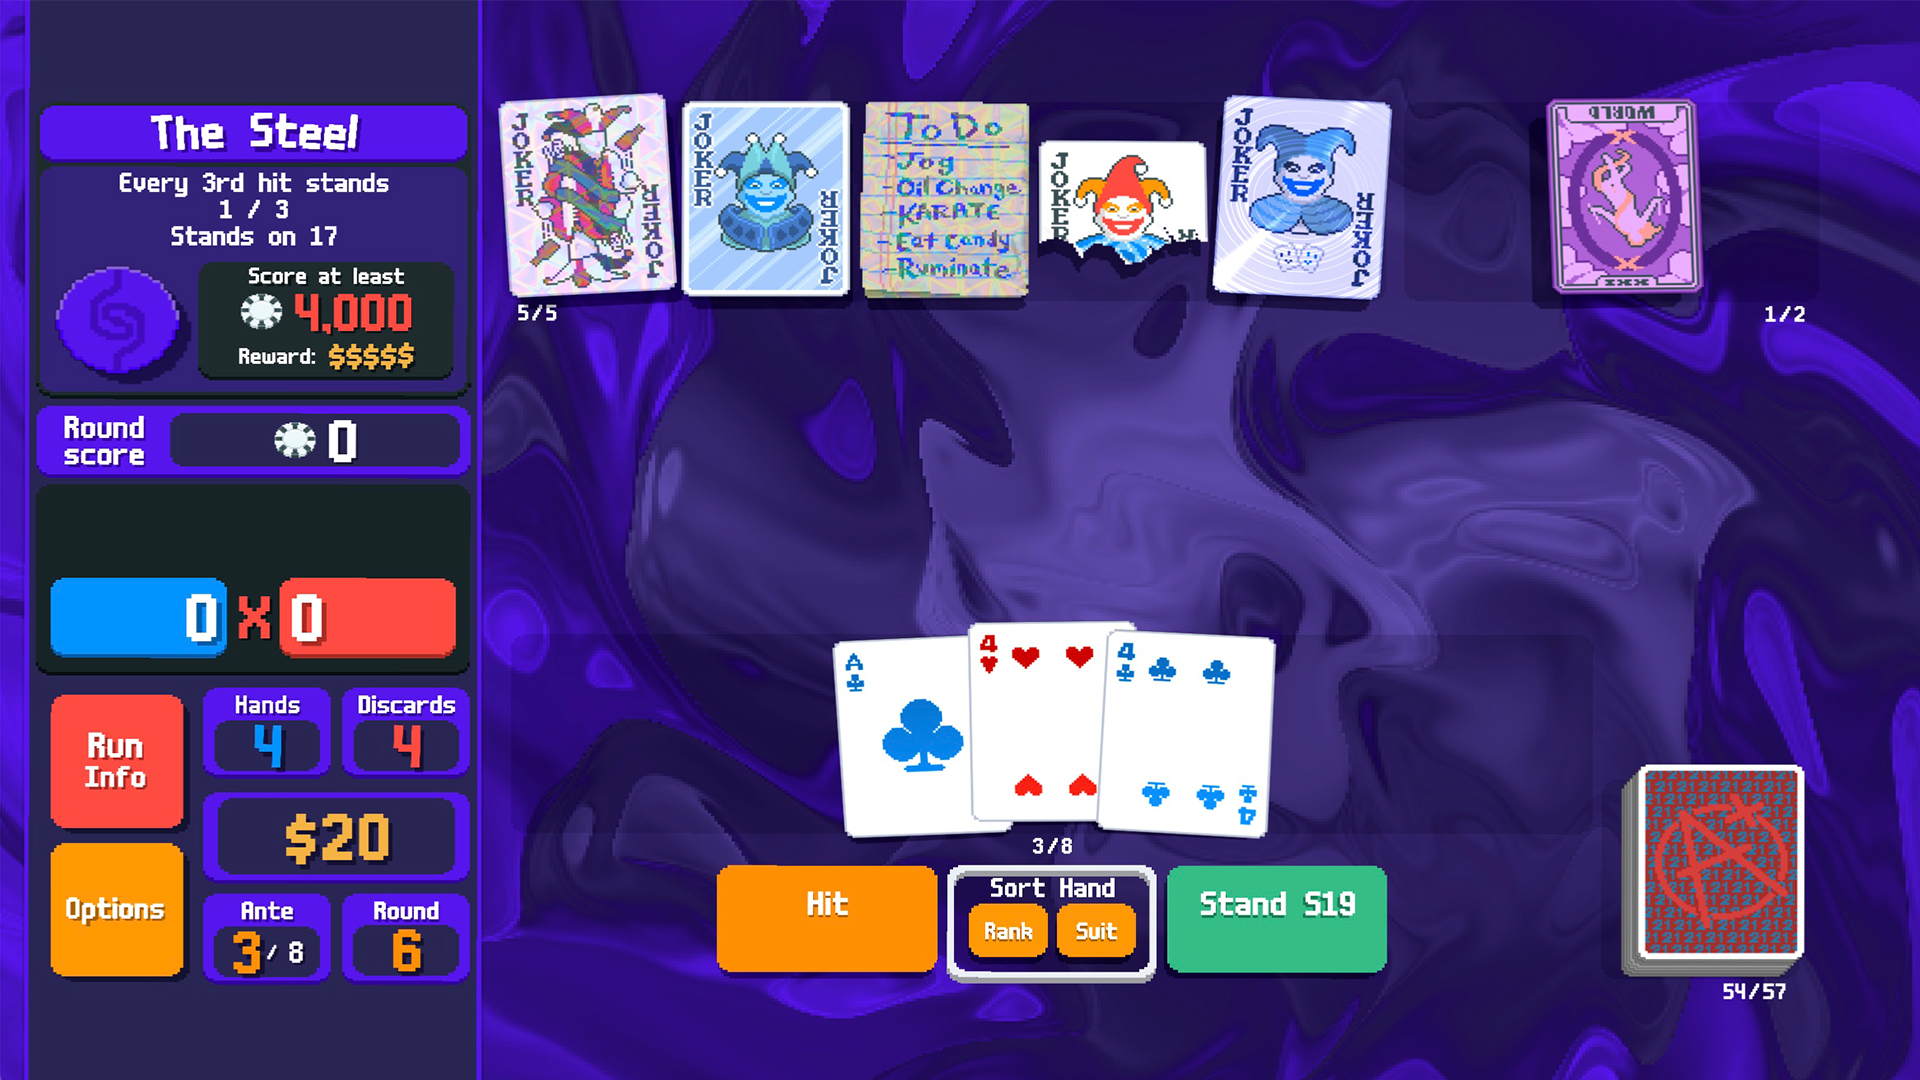 The Steel
Every 3rd hit stands
1 / 3
Stands on 17
Score at least
4,000
Reward: $$$$$
Round
score
0
0 X 0
Run
Info
Hands
4
Discards
4
$20
Options
Ante
3 / 8
Round
6
JOKER
JOKER
JOKER
JOKER
To Do
- Jog
- Oil Change
- KARATE
- Eat Candy
- Ruminate
JOKER
JOKER
JOKER
WORLD
XXI
5/5
1/2
A
4
4
4
3/8
Hit
Sort Hand
Rank
Suit
Stand S19
54/57